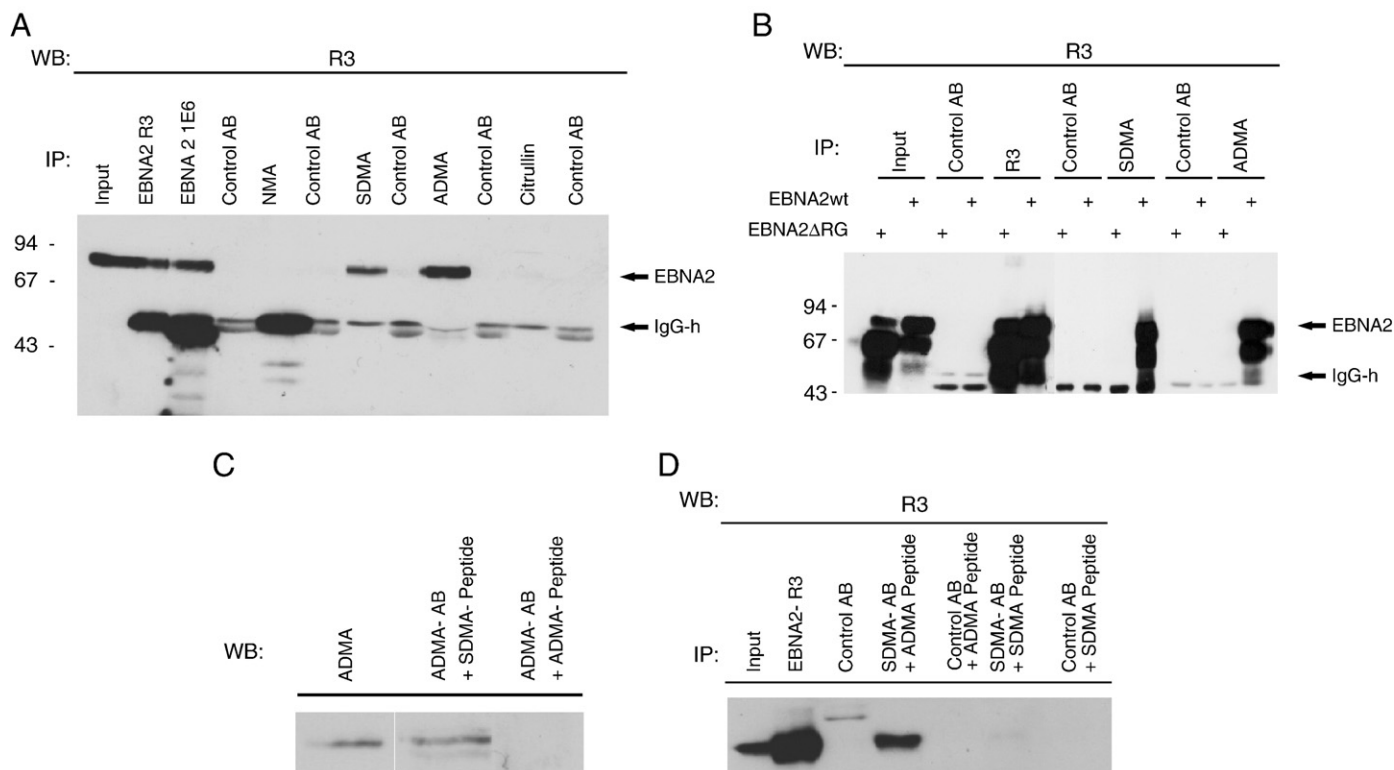 A
WB:
R3
IP:
Input
EBNA2 R3
EBNA 2 1E6
Control AB
NMA
Control AB
SDMA
Control AB
ADMA
Control AB
Citrullin
Control AB
94 -
67 -
43 -
EBNA2
IgG-h
B
WB:
R3
IP:
Input
Control AB
R3
Control AB
SDMA
Control AB
ADMA
EBNA2wt + + + + + + +
EBNA2ΔRG + + + + + + +
94 -
67 -
43 -
EBNA2
IgG-h
C
WB:
ADMA
ADMA- AB
+ SDMA- Peptide
ADMA- AB
+ ADMA- Peptide
D
WB:
R3
IP:
Input
EBNA2- R3
Control AB
SDMA- AB
+ ADMA Peptide
Control AB
+ ADMA Peptide
SDMA- AB
+ SDMA Peptide
Control AB
+ SDMA Peptide